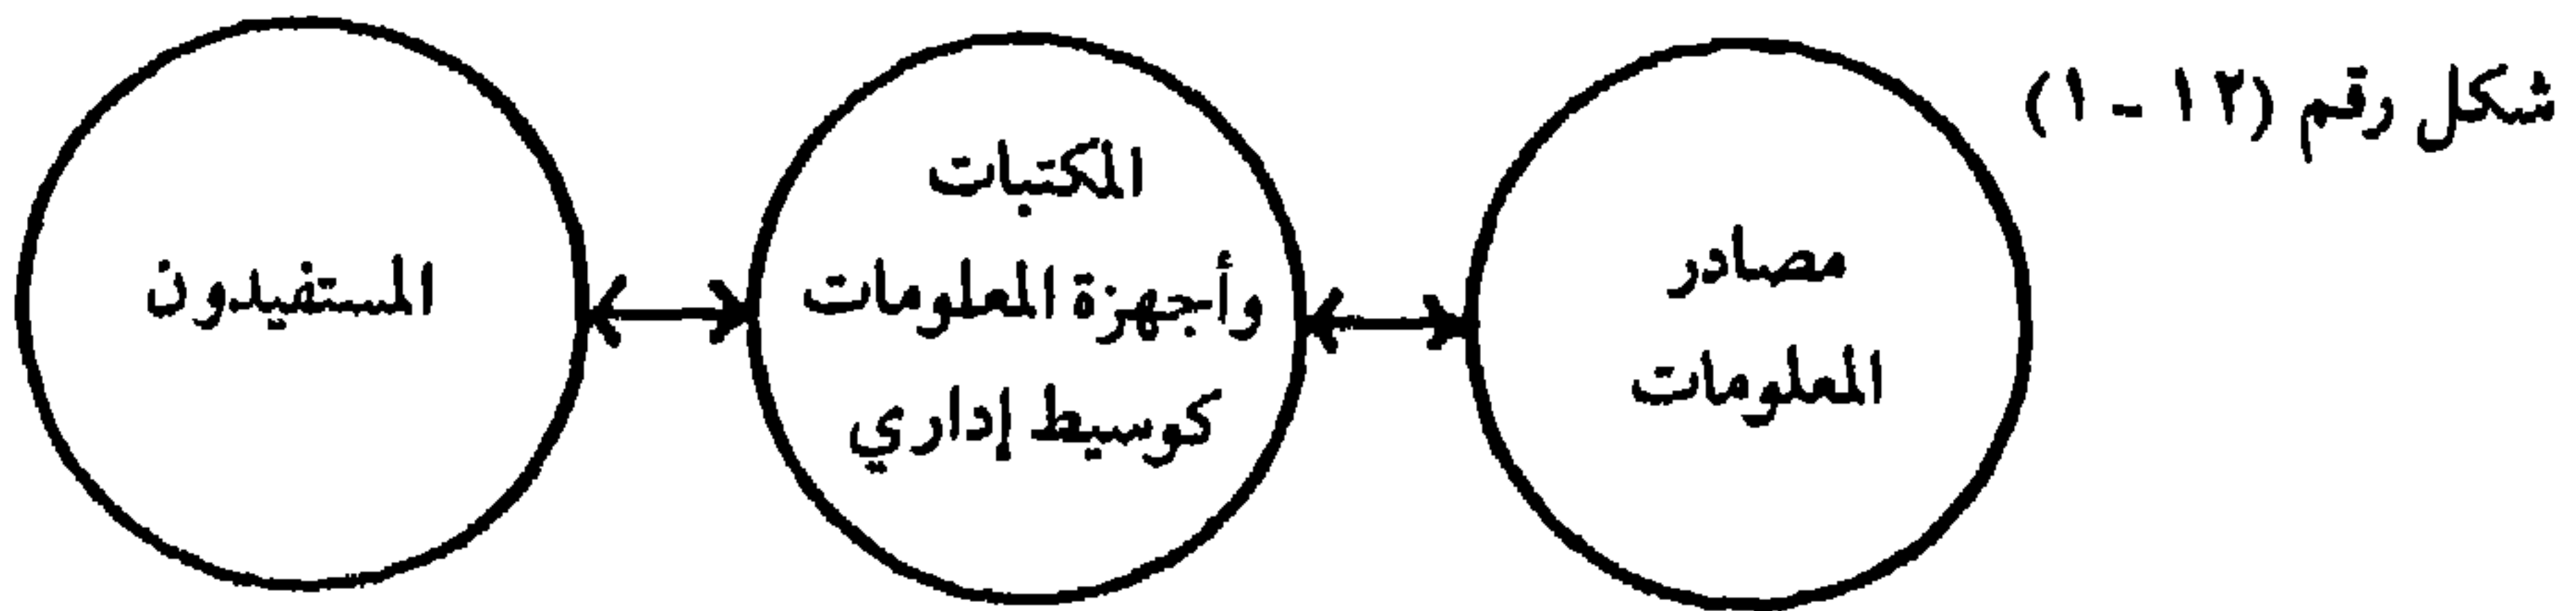 شكل رقم (١٢ - ١)
مصادر
المعلومات
المكتبات
وأجهزة المعلومات
كوسيط إداري
المستفيدون